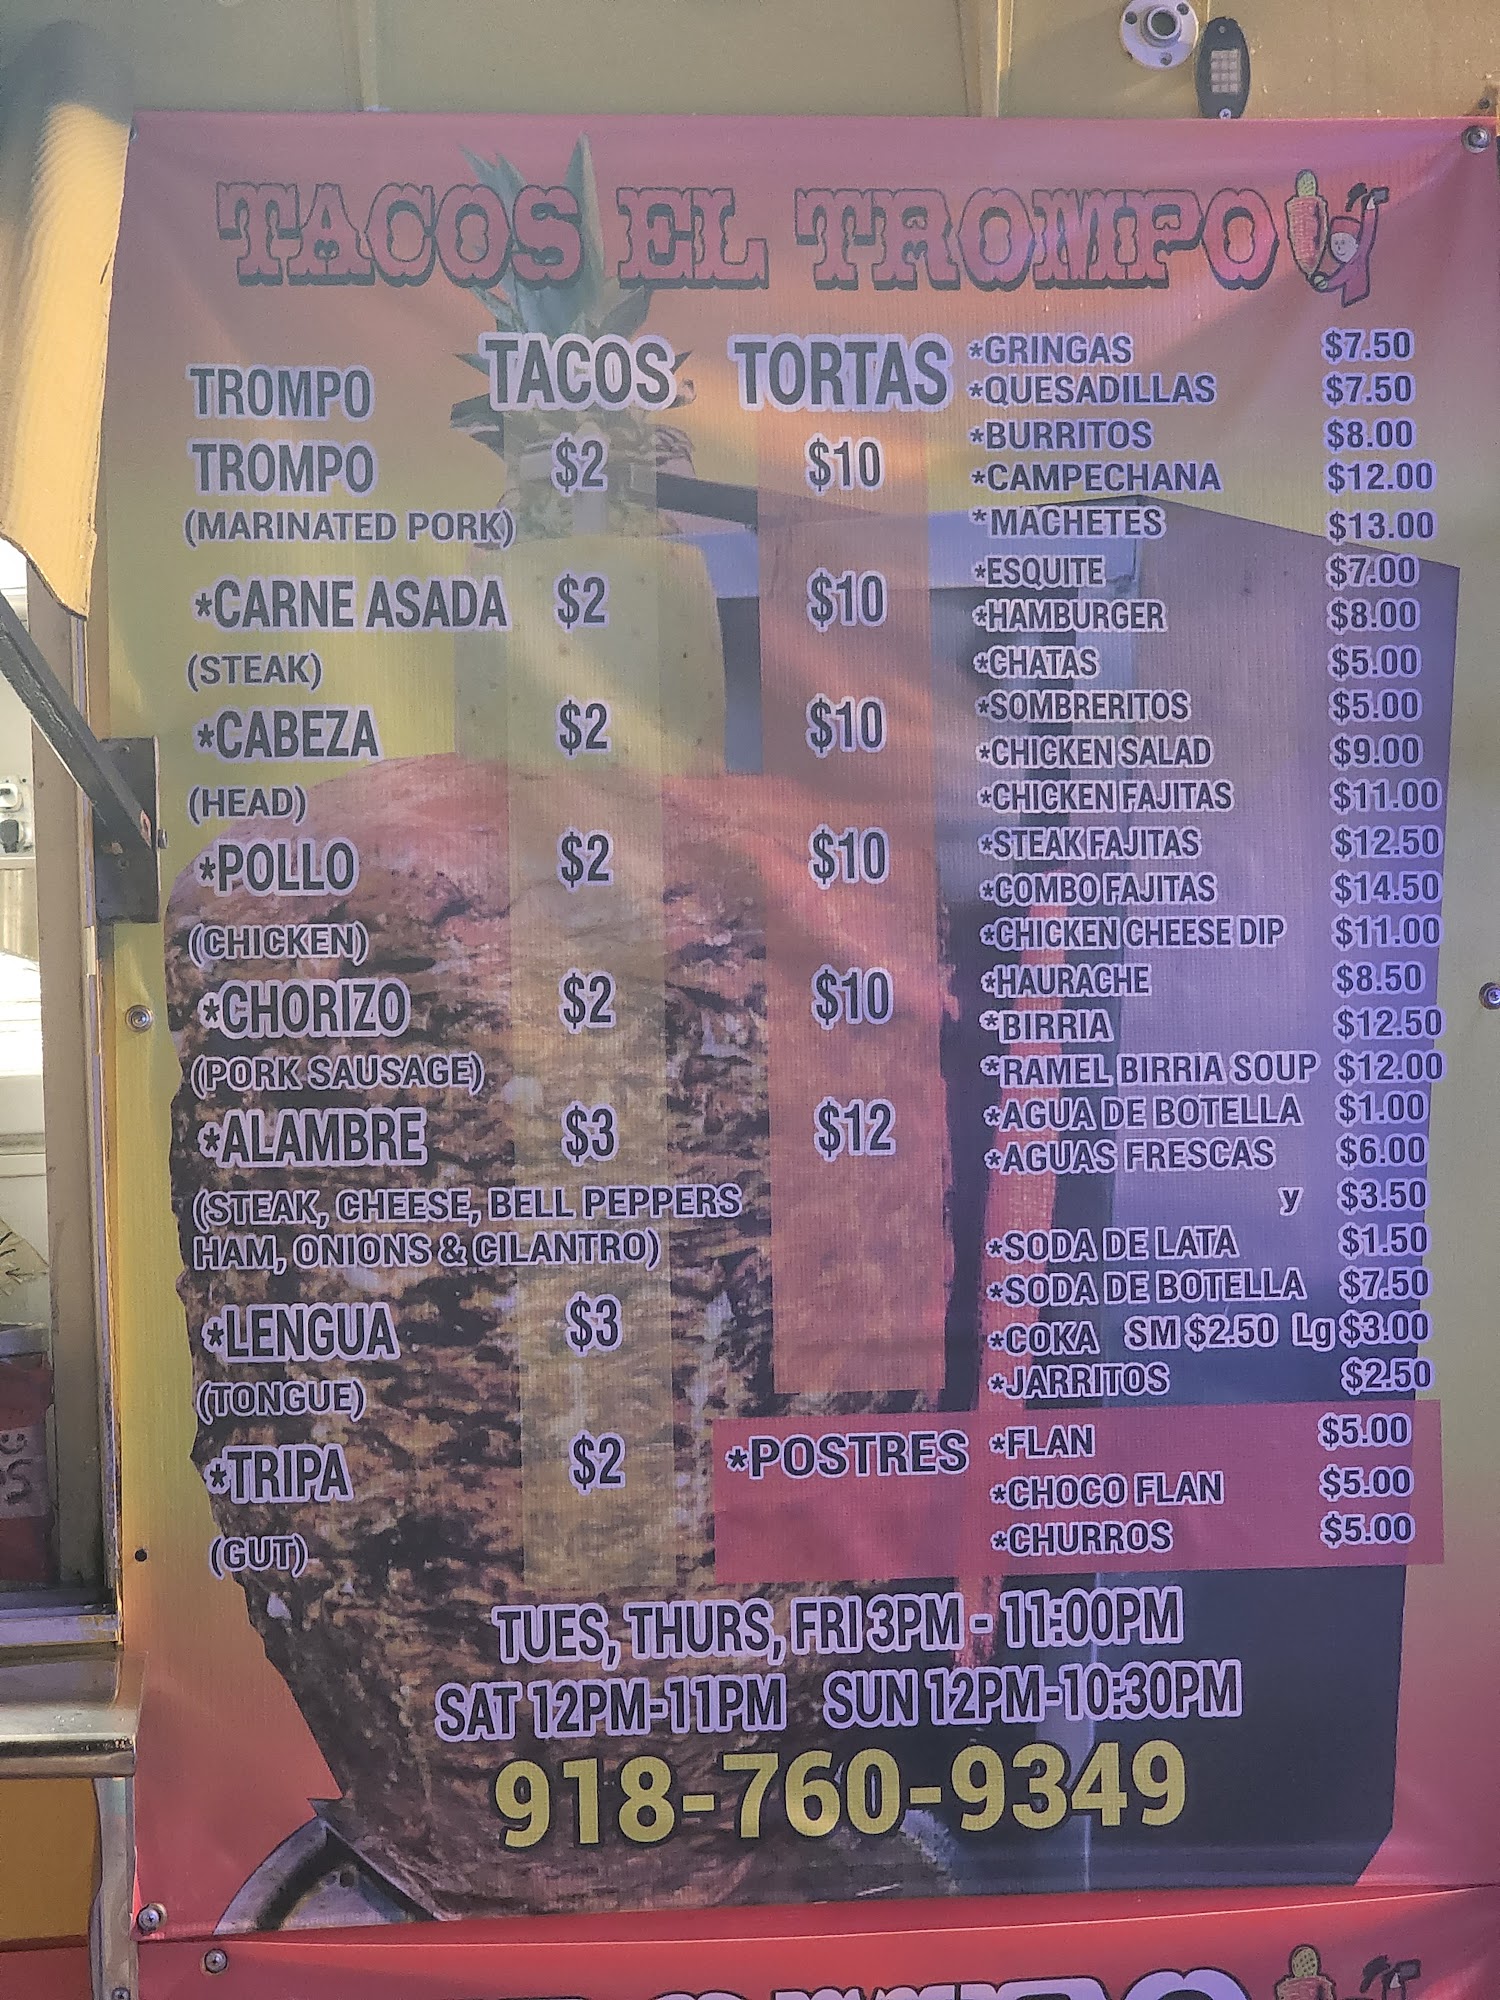 TACOS EL TROMPO
TACOS TORTAS
TROMPO
TROMPO $2 $10
(MARINATED PORK)
*CARNE ASADA $2 $10
(STEAK)
*CABEZA $2 $10
(HEAD)
*POLLO $2 $10
(CHICKEN)
*CHORIZO $2 $10
(PORK SAUSAGE)
*ALAMBRE $3 $12
(STEAK, CHEESE, BELL PEPPERS
HAM, ONIONS & CILANTRO)
*LENGUA $3
(TONGUE)
*TRIPA $2
(GUT)
*GRINGAS $7.50
*QUESADILLAS $7.50
*BURRITOS $8.00
*CAMPECHANA $12.00
*MACHETES $13.00
*ESQUITE $7.00
*HAMBURGER $8.00
*CHATAS $5.00
*SOMBRERITOS $5.00
*CHICKEN SALAD $9.00
*CHICKEN FAJITAS $11.00
*STEAK FAJITAS $12.50
*COMBO FAJITAS $14.50
*CHICKEN CHEESE DIP $11.00
*HAURACHE $8.50
*BIRRIA $12.50
*RAMEL BIRRIA SOUP $12.00
*AGUA DE BOTELLA $1.00
*AGUAS FRESCAS $6.00
y $3.50
*SODA DE LATA $1.50
*SODA DE BOTELLA $7.50
*COKA SM $2.50 Lg $3.00
*JARRITOS $2.50
*POSTRES *FLAN $5.00
*CHOCO FLAN $5.00
*CHURROS $5.00
TUES, THURS, FRI 3PM - 11:00PM
SAT 12PM-11PM SUN 12PM-10:30PM
918-760-9349